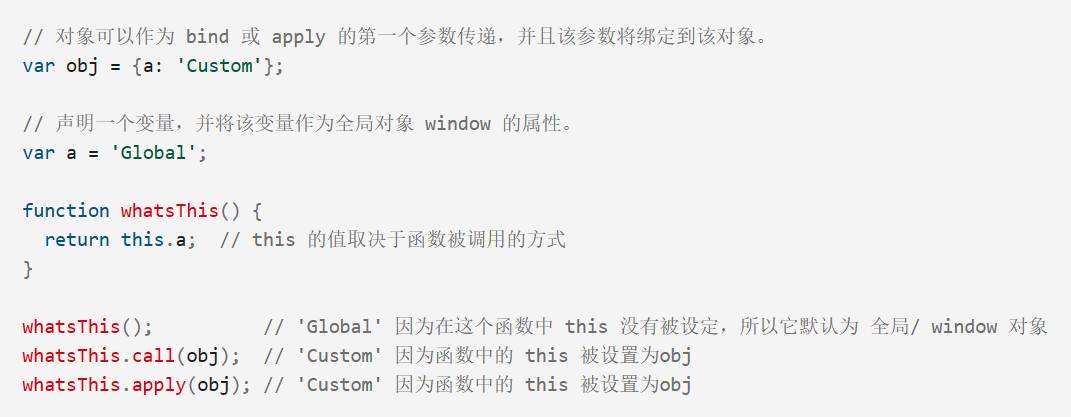 // 对象可以作为 bind 或 apply 的第一个参数传递，并且该参数将绑定到该对象。
var obj = {a: 'Custom'};
// 声明一个变量，并将该变量作为全局对象 window 的属性。
var a = 'Global';
function whatsThis() {
  return this.a;  // this 的值取决于函数被调用的方式
}
whatsThis();          // 'Global' 因为在这个函数中 this 没有被设定，所以它默认为 全局/ window 对象
whatsThis.call(obj);  // 'Custom' 因为函数中的 this 被设置为obj
whatsThis.apply(obj); // 'Custom' 因为函数中的 this 被设置为obj